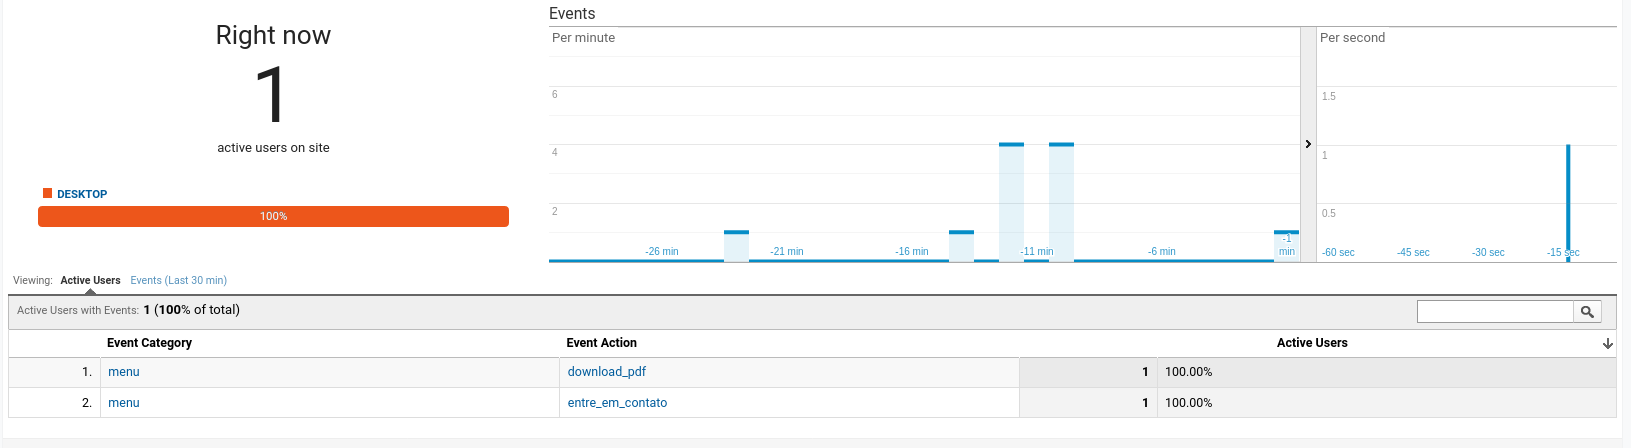 Right now
1
active users on site
DESKTOP
100%
Events
Per minute
6
4
2
-26 min
-21 min
-16 min
-11 min
-6 min
-1
min
Per second
1.5
1
0.5
-60 sec
-45 sec
-30 sec
-15 sec
Viewing: Active Users Events (Last 30 min)
Active Users with Events: 1 (100% of total)
Event Category Event Action Active Users
1. menu download_pdf 1 100.00%
2. menu entre_em_contato 1 100.00%